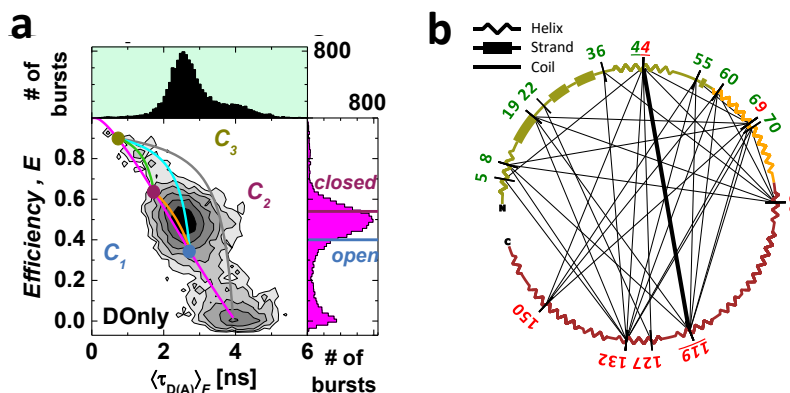 a
# of
bursts
800
800
Efficiency, E
0.8
0.6
0.4
0.2
0.0
C3
C2
C1
closed
open
DOnly
0
2
4
6
8
⟨τD(A)⟩F [ns]
# of
bursts
b
Helix
Strand
Coil
5
8
19
22
36
44
55
60
69
70
119
127
132
150
N
C